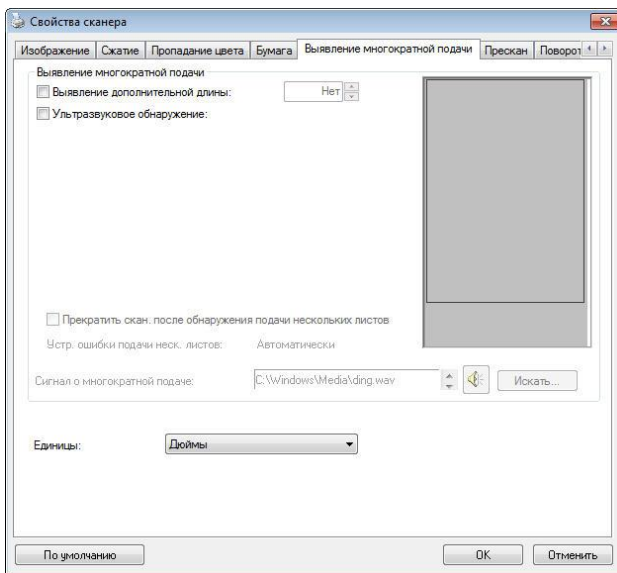 Свойства сканера
Изображение Сжатие Пропадание цвета Бумага Выявление многократной подачи Прескан Поворот
Выявление многократной подачи
Выявление дополнительной длины: Нет
Ультразвуковое обнаружение:
Прекратить скан. после обнаружения подачи нескольких листов
Устр. ошибки подачи неск. листов: Автоматически
Сигнал о многократной подаче: C:\Windows\Media\ding.wav Искать...
Единицы: Дюймы
По умолчанию OK Отменить